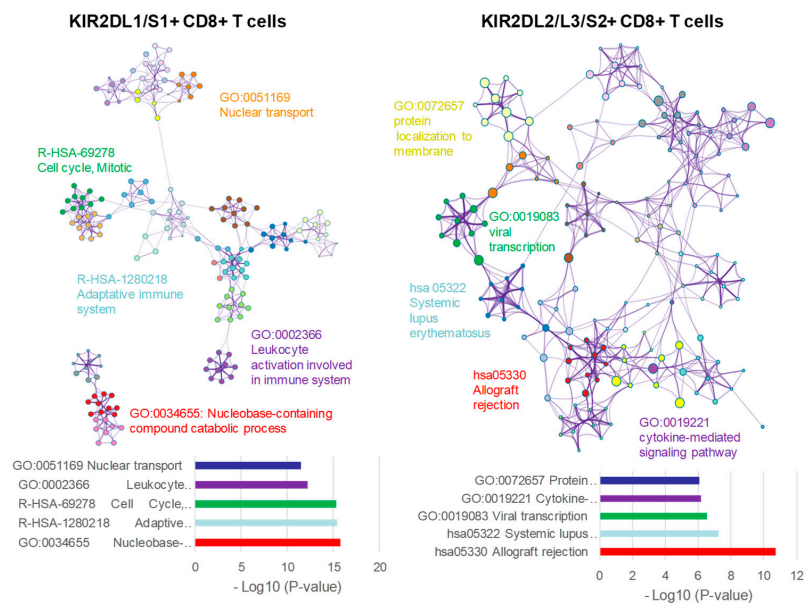 KIR2DL1/S1+ CD8+ T cells
GO:0051169
Nuclear transport
R-HSA-69278
Cell cycle, Mitotic
R-HSA-1280218
Adaptative immune
system
GO:0002366
Leukocyte
activation involved
in immune system
GO:0034655: Nucleobase-containing
compound catabolic process
GO:0051169 Nuclear transport
GO:0002366 Leukocyte..
R-HSA-69278 Cell Cycle,..
R-HSA-1280218 Adaptive..
GO:0034655 Nucleobase-..
0 5 10 15 20
- Log10 (P-value)
KIR2DL2/L3/S2+ CD8+ T cells
GO:0072657
protein
localization to
membrane
GO:0019083
viral
transcription
hsa 05322
Systemic
lupus
erythematosus
hsa05330
Allograft
rejection
GO:0019221
cytokine-mediated
signaling pathway
GO:0072657 Protein..
GO:0019221 Cytokine-..
GO:0019083 Viral transcription
hsa05322 Systemic lupus..
hsa05330 Allograft rejection
0 2 4 6 8 10 12
- Log10 (P-value)